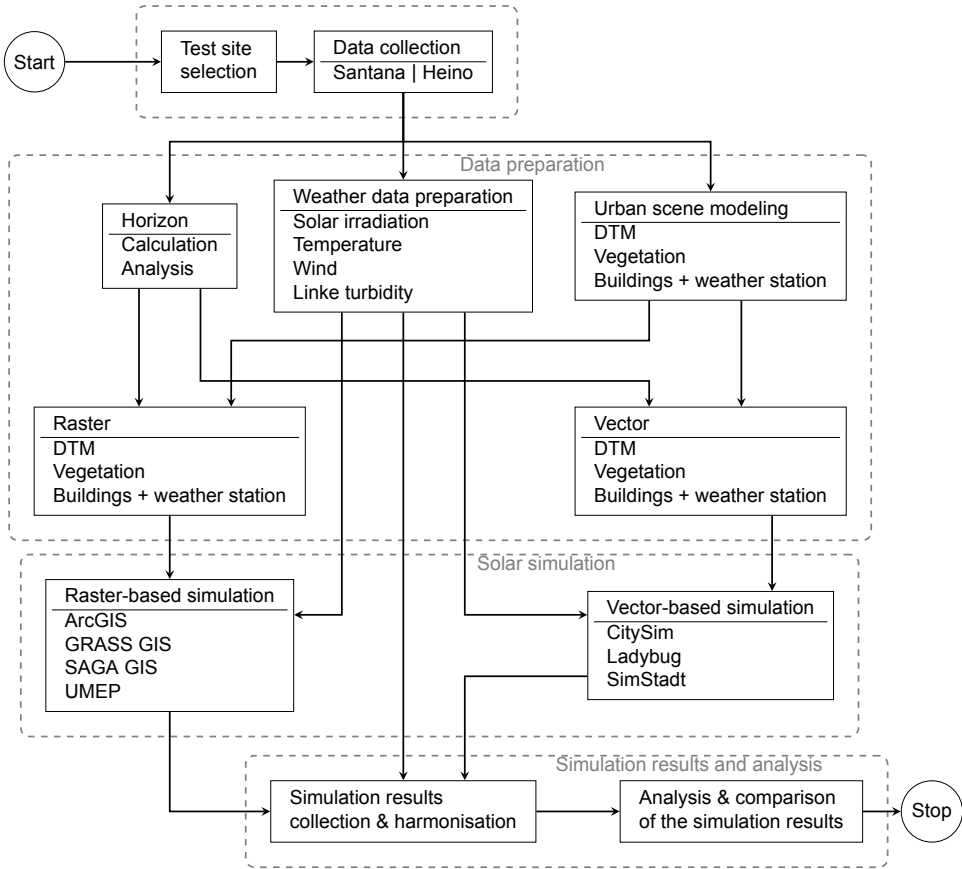 Start
Test site
selection
Data collection
Santana | Heino
Data preparation
Horizon
Calculation
Analysis
Weather data preparation
Solar irradiation
Temperature
Wind
Linke turbidity
Urban scene modeling
DTM
Vegetation
Buildings + weather station
Raster
DTM
Vegetation
Buildings + weather station
Vector
DTM
Vegetation
Buildings + weather station
Solar simulation
Raster-based simulation
ArcGIS
GRASS GIS
SAGA GIS
UMEP
Vector-based simulation
CitySim
Ladybug
SimStadt
Simulation results and analysis
Simulation results
collection & harmonisation
Analysis & comparison
of the simulation results
Stop